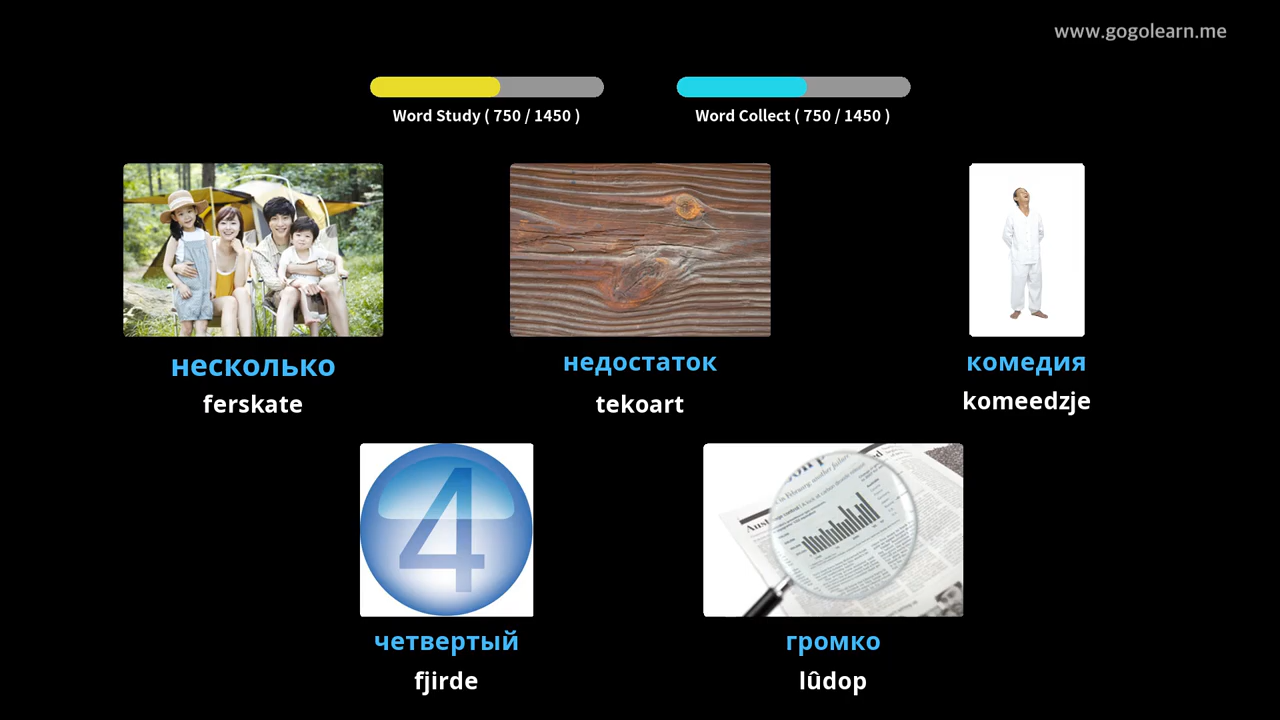 www.gogolearn.me
Word Study ( 750 / 1450 )
Word Collect ( 750 / 1450 )
несколько
ferskate
недостаток
tekoart
комедия
komeedzje
4
четвертый
fjirde
громко
lûdop